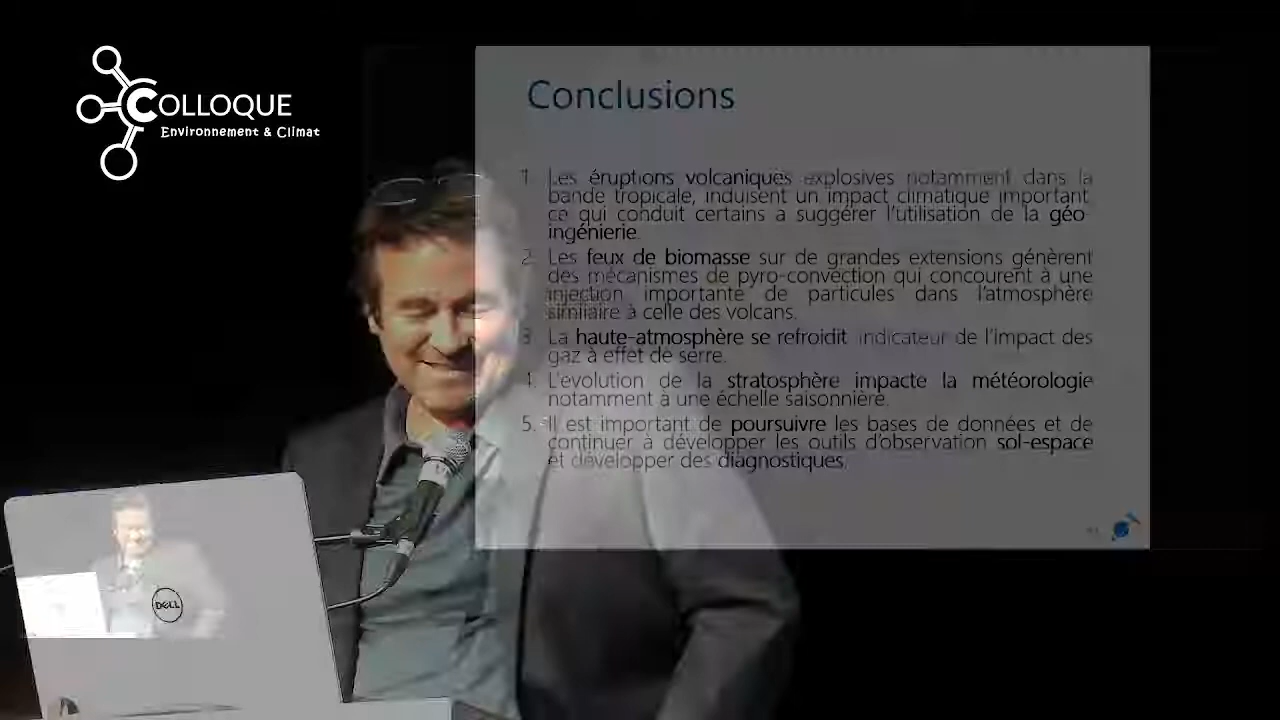 COLLOQUE
Environnement & Climat
Conclusions
1. Les éruptions volcaniques explosives notamment dans la
bande tropicale, induisent un impact climatique important
ce qui conduit certains a suggérer l'utilisation de la géo-
ingénierie.
2. Les feux de biomasse sur de grandes extensions génèrent
des mécanismes de pyro-convection qui concourent à une
injection importante de particules dans l'atmosphère
similaire à celle des volcans.
3. La haute-atmosphère se refroidit indicateur de l'impact des
gaz à effet de serre.
4. L'evolution de la stratosphère impacte la météorologie
notamment à une échelle saisonnière.
5. Il est important de poursuivre les bases de données et de
continuer à développer les outils d'observation sol-espace
et développer des diagnostiques.
DELL